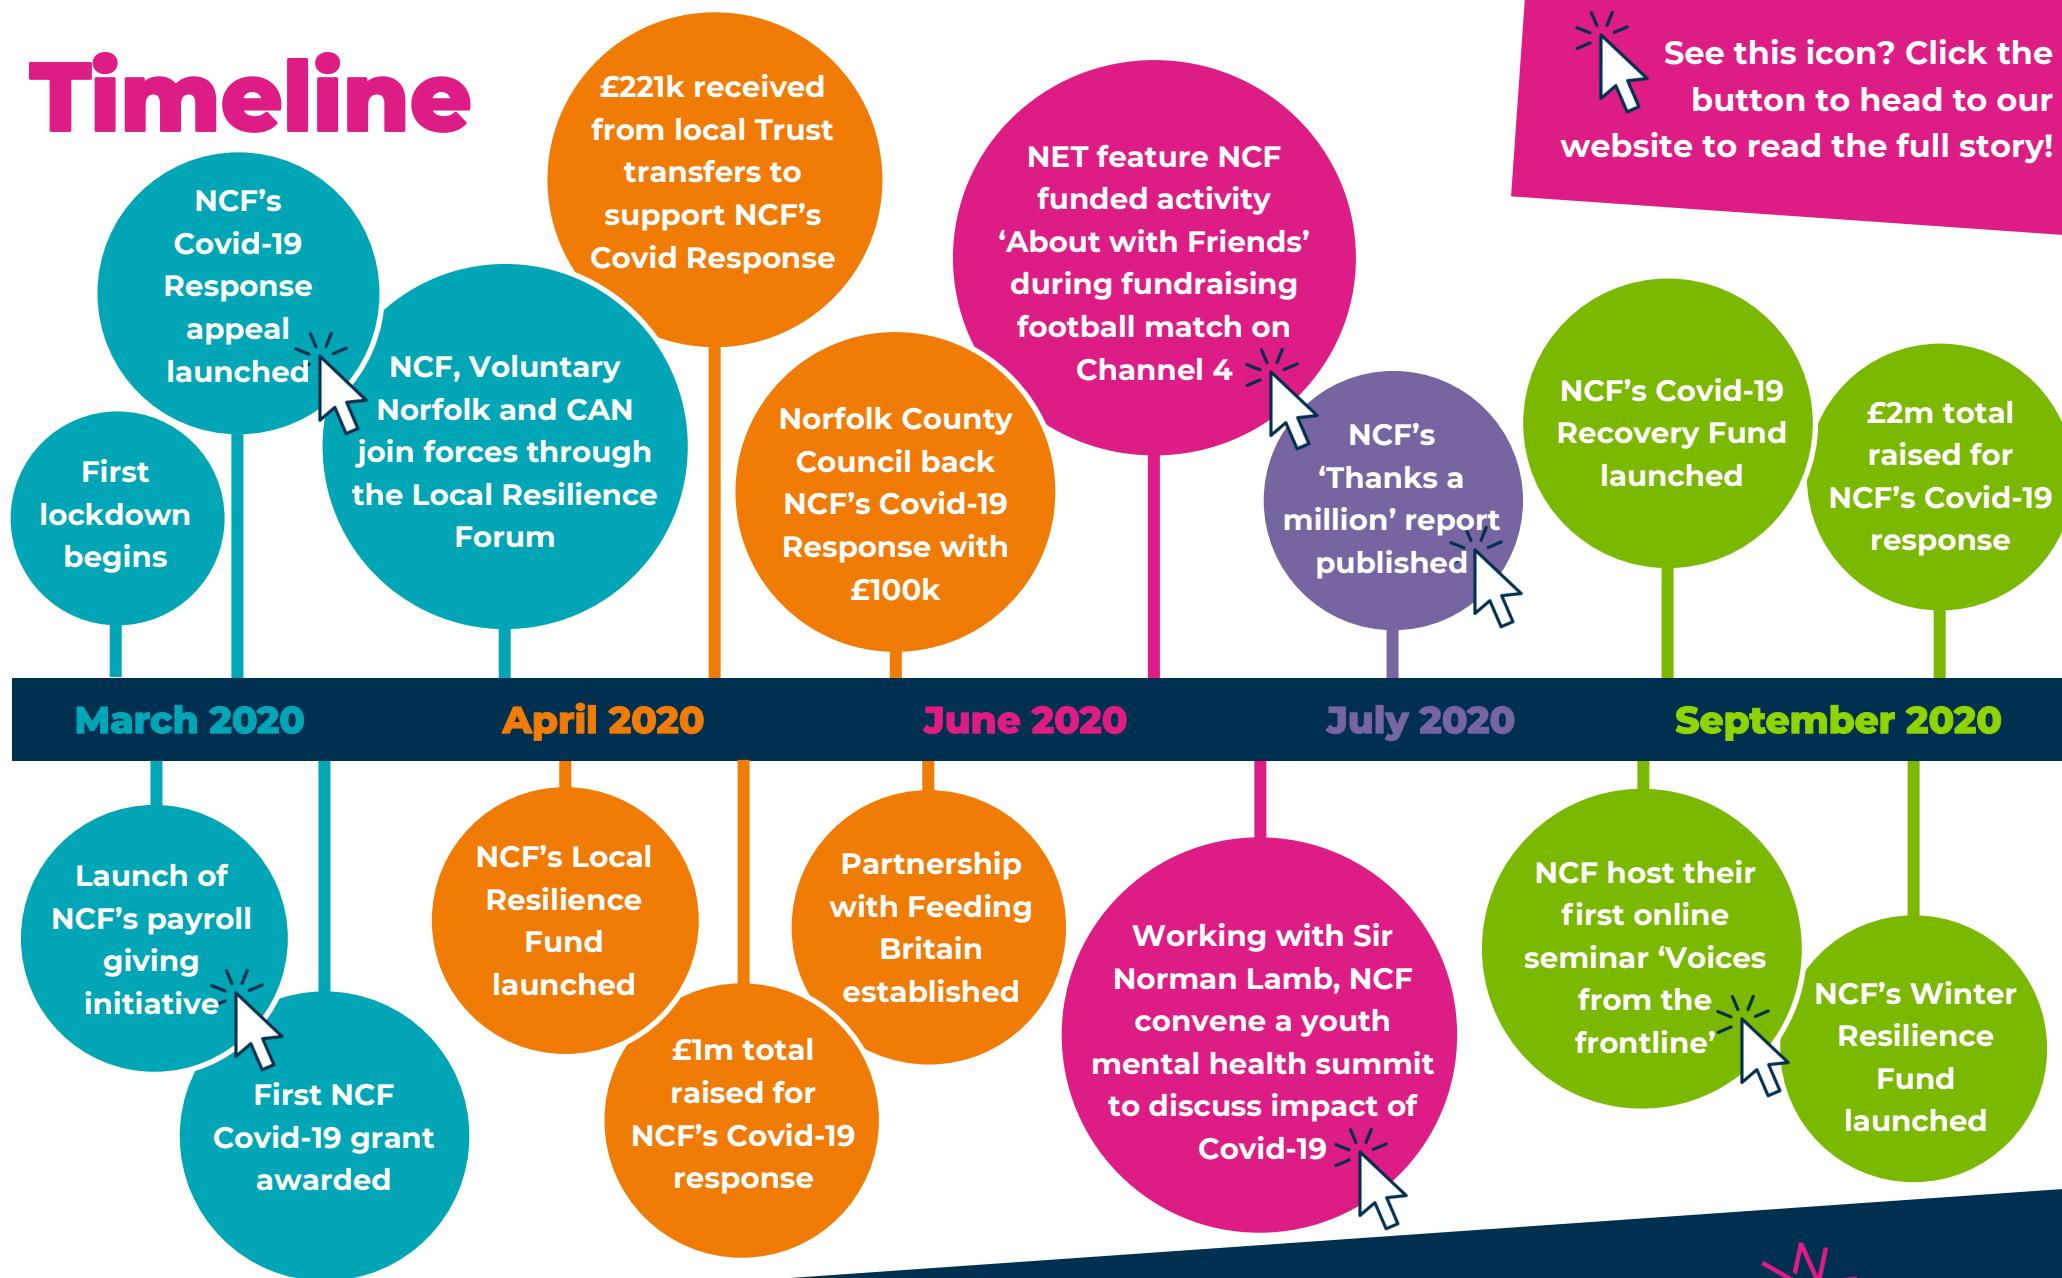 Timeline
See this icon? Click the
button to head to our
website to read the full story!
First
lockdown
begins
NCF's
Covid-19
Response
appeal
launched
NCF, Voluntary
Norfolk and CAN
join forces through
the Local Resilience
Forum
£221k received
from local Trust
transfers to
support NCF's
Covid Response
Norfolk County
Council back
NCF's Covid-19
Response with
£100k
NET feature NCF
funded activity
‘About with Friends’
during fundraising
football match on
Channel 4
NCF's
‘Thanks a
million’ report
published
NCF's Covid-19
Recovery Fund
launched
£2m total
raised for
NCF's Covid-19
response
March 2020
April 2020
June 2020
July 2020
September 2020
Launch of
NCF's payroll
giving
initiative
First NCF
Covid-19 grant
awarded
NCF's Local
Resilience
Fund
launched
£1m total
raised for
NCF's Covid-19
response
Partnership
with Feeding
Britain
established
Working with Sir
Norman Lamb, NCF
convene a youth
mental health summit
to discuss impact of
Covid-19
NCF host their
first online
seminar ‘Voices
from the
frontline’
NCF's Winter
Resilience
Fund
launched